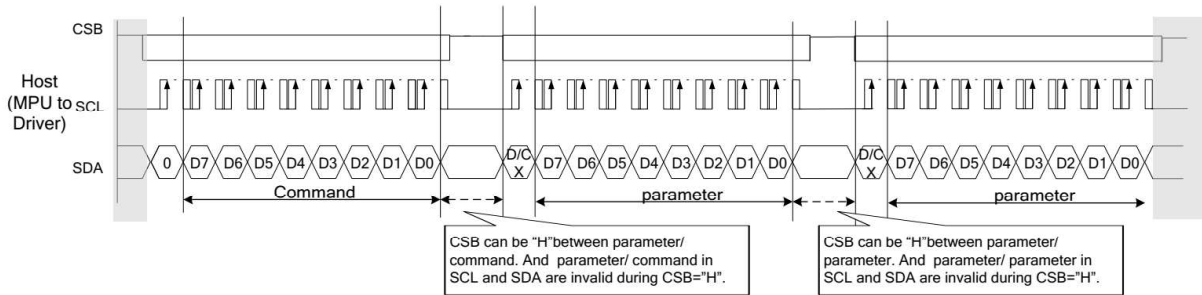 CSB
Host
(MPU to
Driver)
SCL
SDA
0 D7 D6 D5 D4 D3 D2 D1 D0 D/C X D7 D6 D5 D4 D3 D2 D1 D0 D/C X D7 D6 D5 D4 D3 D2 D1 D0
Command parameter parameter
CSB can be “H”between parameter/
command. And parameter/ command in
SCL and SDA are invalid during CSB=”H”.
CSB can be “H”between parameter/
parameter. And parameter/ parameter in
SCL and SDA are invalid during CSB=”H”.